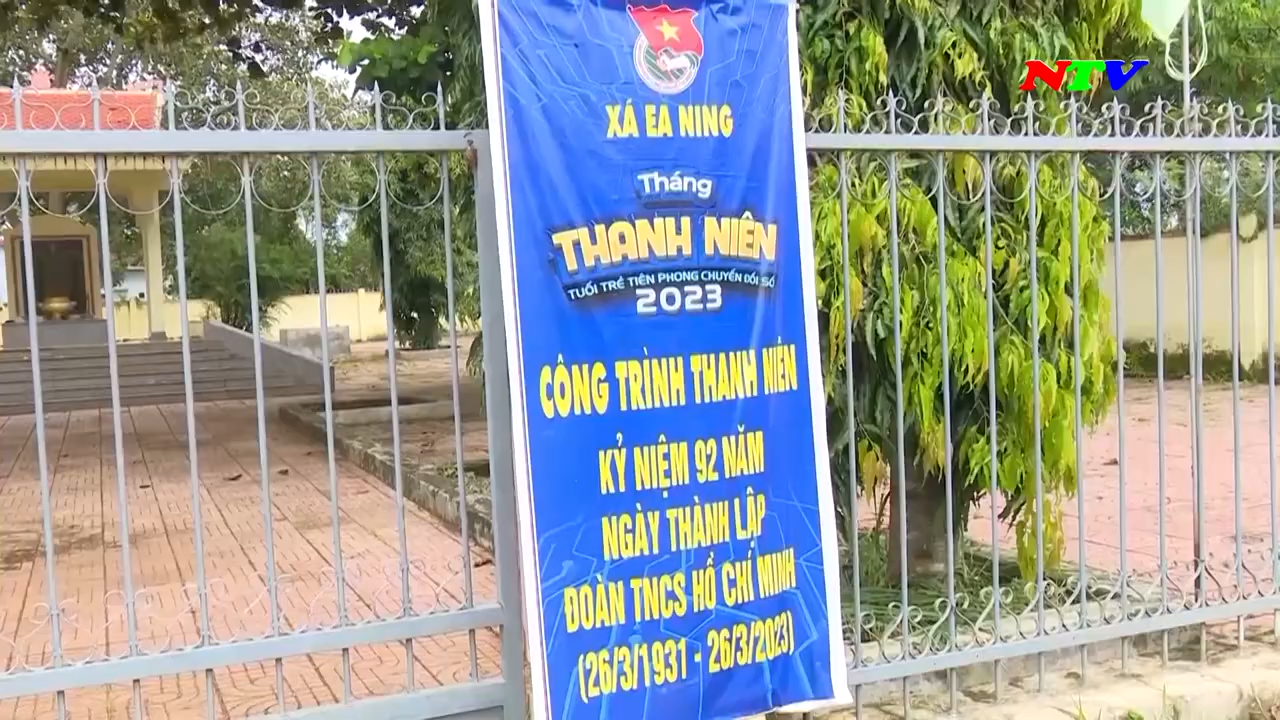 NTV
XÁ EA NING
Tháng
THANH NIÊN
TUỔI TRẺ TIÊN PHONG CHUYỂN ĐỔI SỐ
2023
CÔNG TRÌNH THANH NIÊN
KỶ NIỆM 92 NĂM
NGÀY THÀNH LẬP
ĐOÀN TNCS HỒ CHÍ MINH
(26/3/1931 - 26/3/2023)